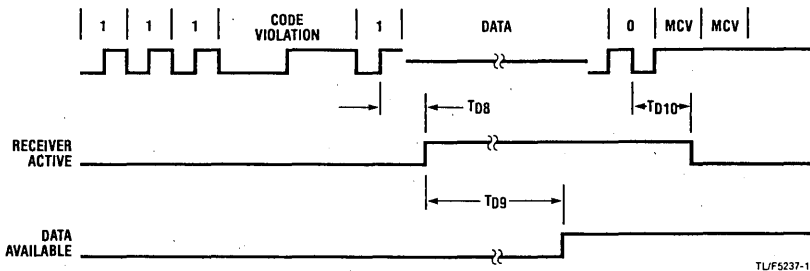 1 1 1 CODE VIOLATION 1 DATA 0 MCV MCV
TD8 TD10
RECEIVER ACTIVE
TD9
DATA AVAILABLE
TL/F5237-1